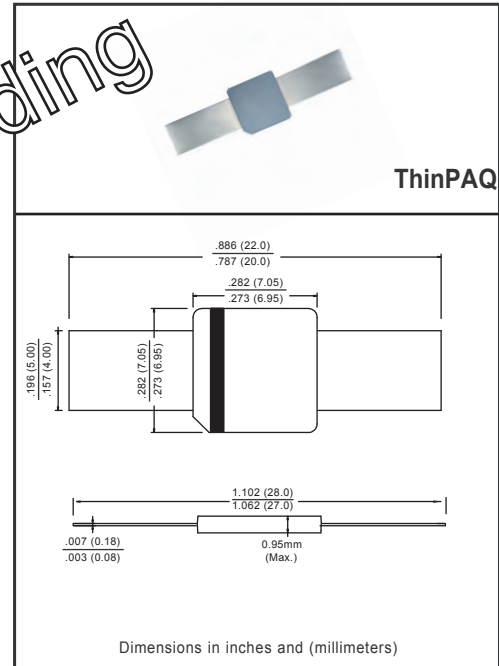 ding
ThinPAQ
.886 (22.0)
.787 (20.0)
.282 (7.05)
.273 (6.95)
.196 (5.00)
.157 (4.00)
.282 (7.05)
.273 (6.95)
1.102 (28.0)
1.062 (27.0)
.007 (0.18)
.003 (0.08)
0.95mm
(Max.)
Dimensions in inches and (millimeters)